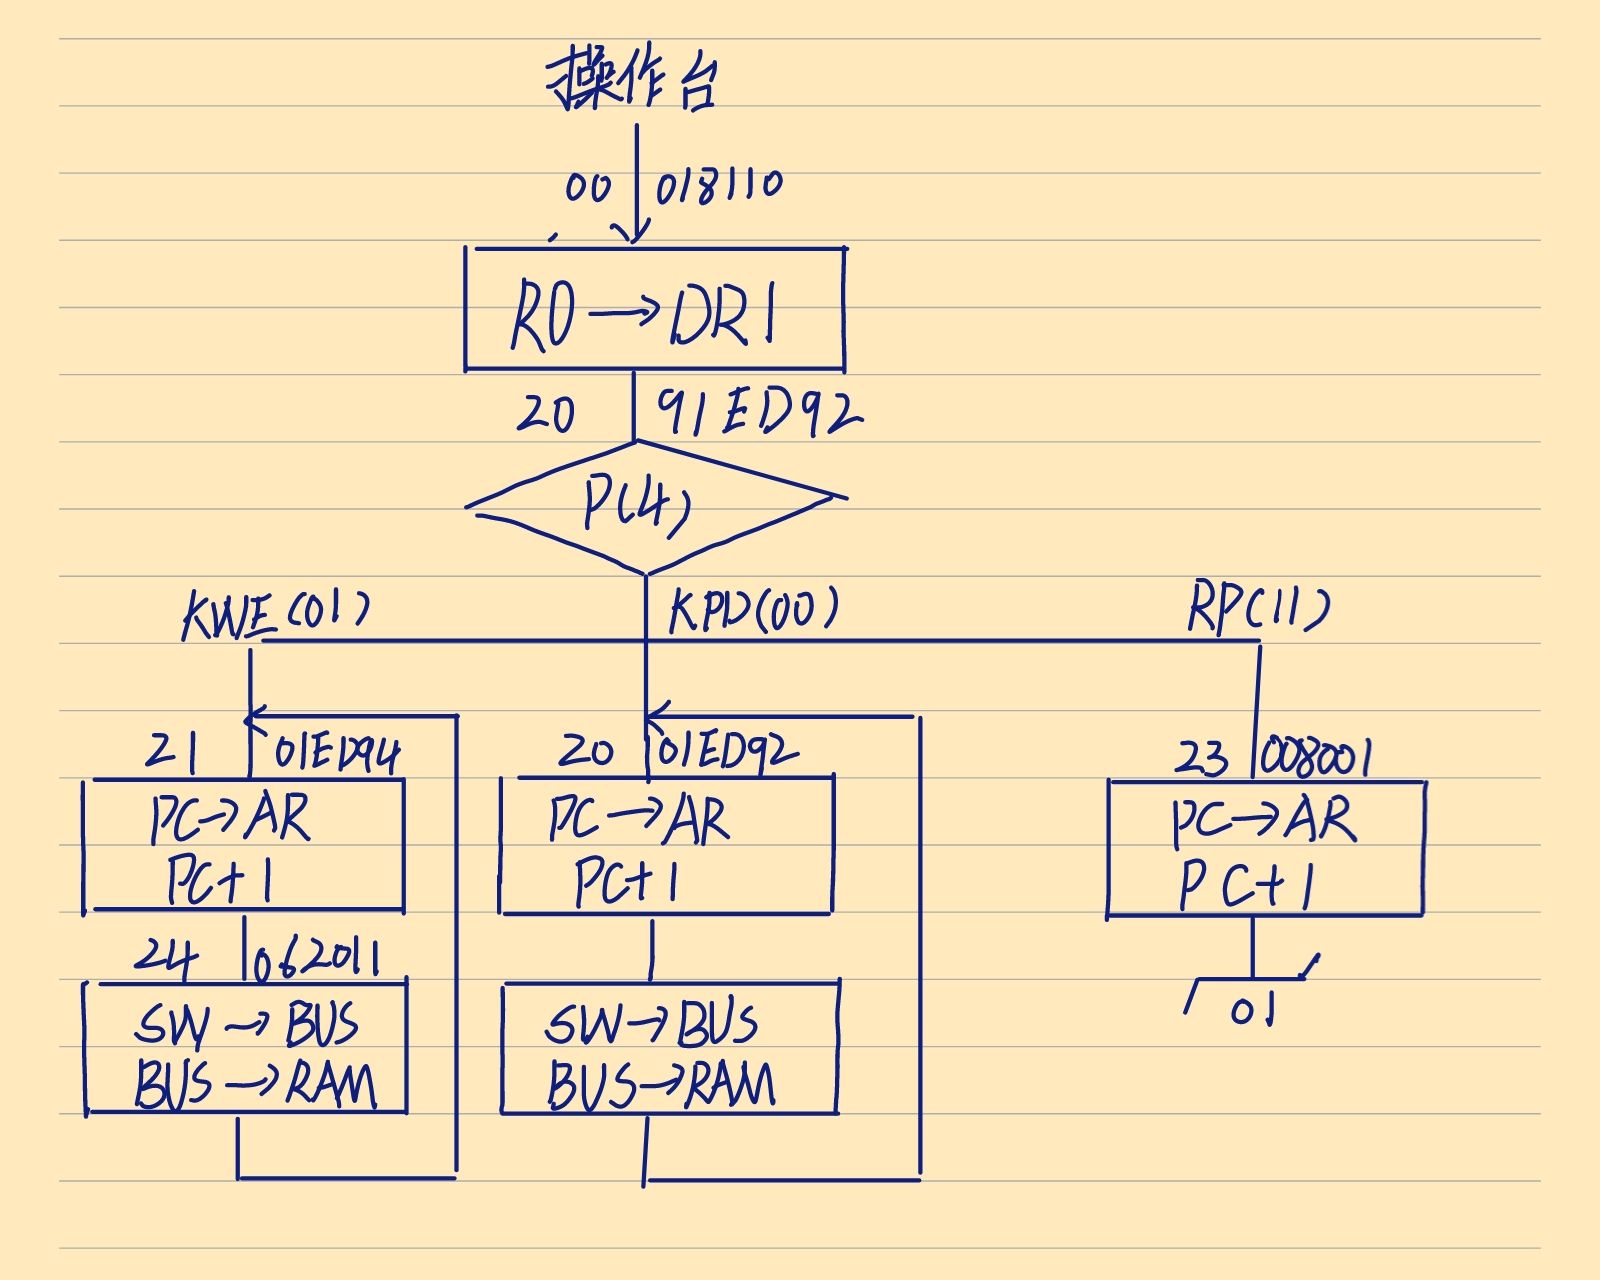 操作台
00 018110
R0→DR1
20 91ED92
P(4)
KWE(01) KPD(00) RP(11)
21 01ED94 20 01ED92 23 008001
PC→AR PC→AR PC→AR
PC+1 PC+1 PC+1
24 062011
01
SW→BUS SW→BUS
BUS→RAM BUS→RAM